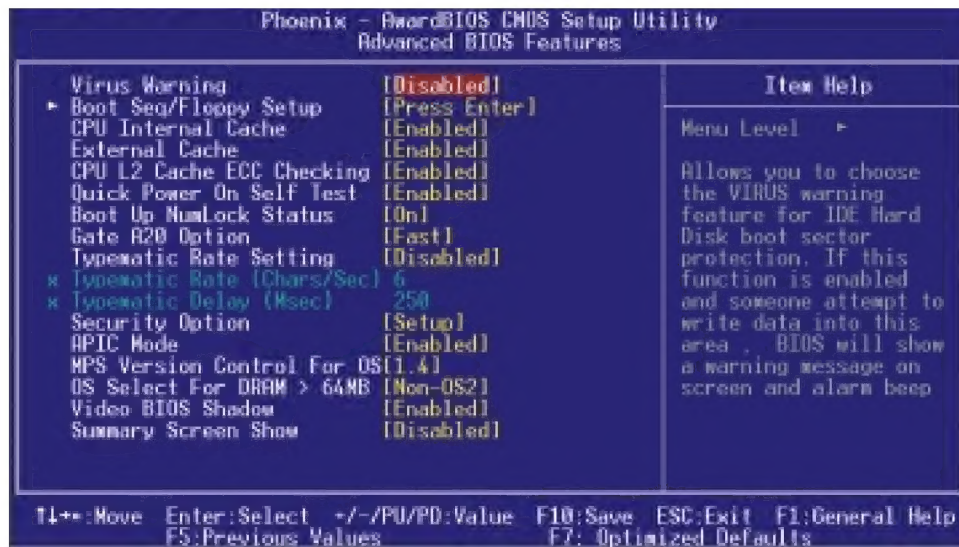 Phoenix - AwardBIOS CMOS Setup Utility
Advanced BIOS Features
Virus Warning [Disabled]
► Boot Seq/Floppy Setup [Press Enter]
CPU Internal Cache [Enabled]
External Cache [Enabled]
CPU L2 Cache ECC Checking [Enabled]
Quick Power On Self Test [Enabled]
Boot Up NumLock Status [On]
Gate A20 Option [Fast]
Typematic Rate Setting [Disabled]
x Typematic Rate (Chars/Sec) 6
x Typematic Delay (Msec) 250
Security Option [Setup]
APIC Mode [Enabled]
MPS Version Control For OS[1.4]
OS Select For DRAM > 64MB [Non-OS2]
Video BIOS Shadow [Enabled]
Summary Screen Show [Disabled]
Item Help
Menu Level ►
Allows you to choose
the VIRUS warning
feature for IDE Hard
Disk boot sector
protection. If this
function is enabled
and someone attempt to
write data into this
area , BIOS will show
a warning message on
screen and alarm beep
↑↓→←:Move Enter:Select +/-/PU/PD:Value F10:Save ESC:Exit F1:General Help
F5:Previous Values F7: Optimized Defaults